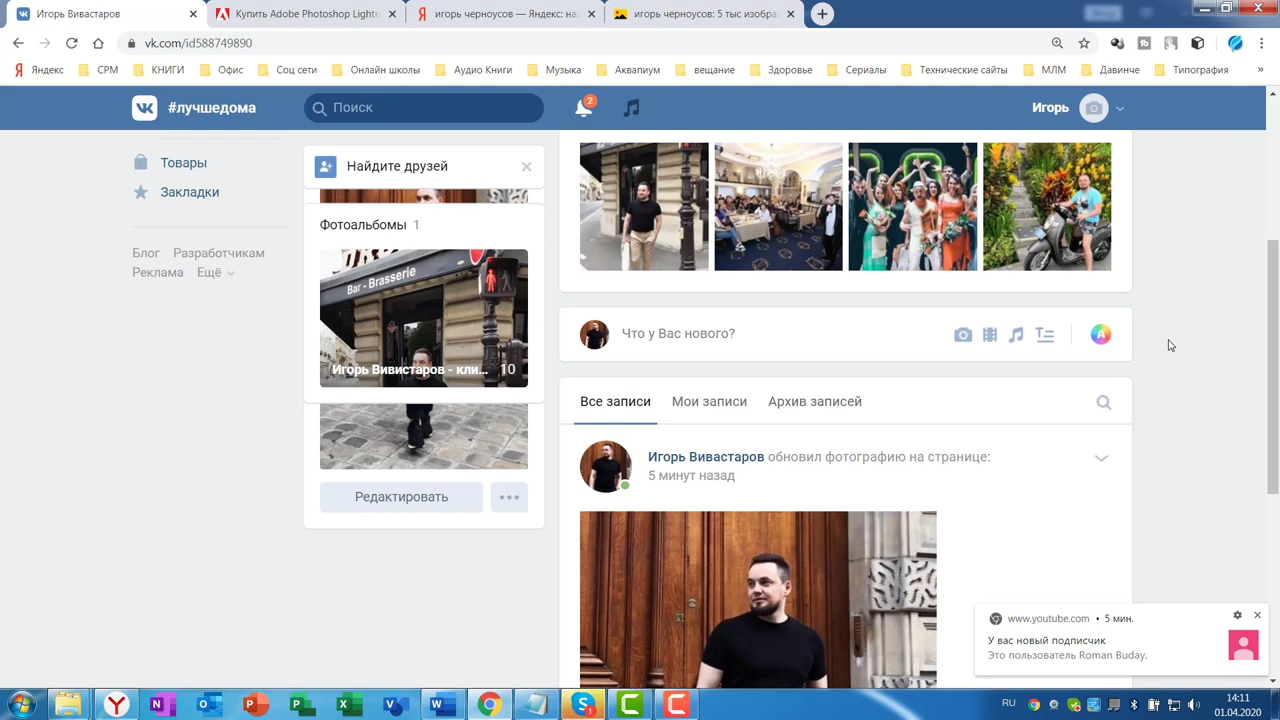 Игорь Вивастаров
Купить Adobe Photoshop Lightr
игорь черноусов — Яндекс: на
игорь черноусов: 5 тыс изобра
vk.com/id588749890
Яндекс СРМ КНИГИ Офис Соц сети Онлайн школы Аудио Книги Музыка Аквапиум вещание Здоровье Сериалы Технические сайты МЛМ Давинче Типография »
#лучшедома Поиск 2 Игорь
Товары
Закладки
Блог Разработчикам
Реклама Ещё
Найдите друзей
Фотоальбомы 1
Bar - Brasserie
Игорь Вивистаров - кли... 10
Редактировать
Что у Вас нового?
Все записи Мои записи Архив записей
Игорь Вивастаров обновил фотографию на странице:
5 минут назад
www.youtube.com • 5 мин.
У вас новый подписчик
Это пользователь Roman Buday.
RU
14:11
01.04.2020